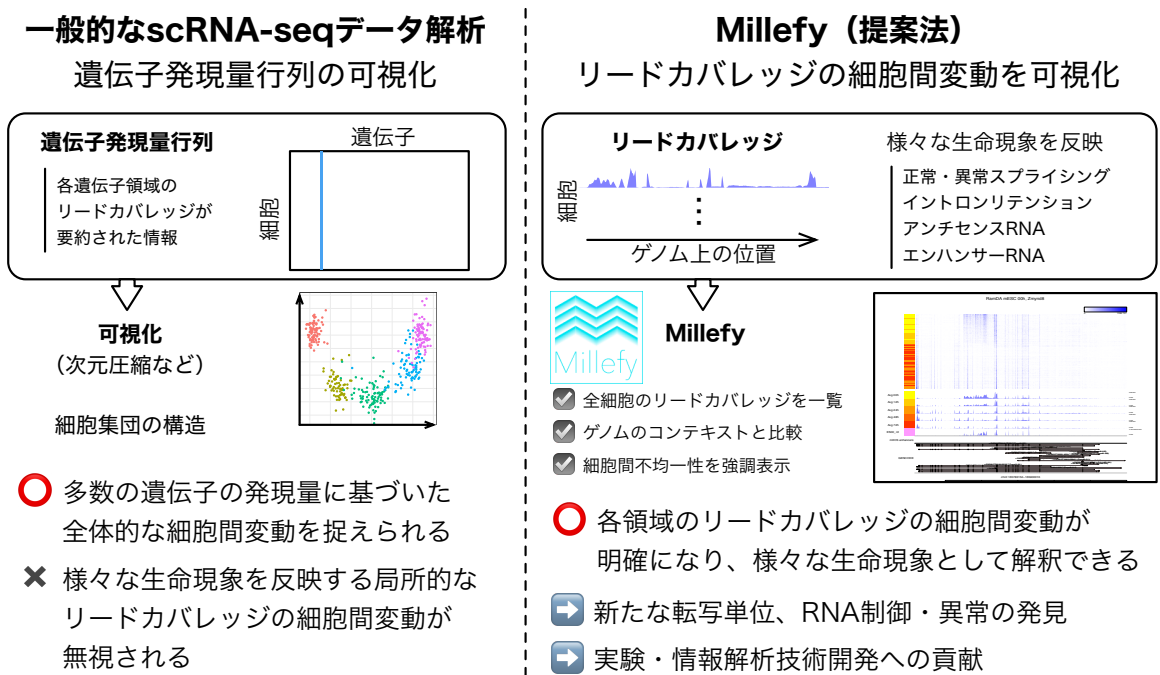 一般的なscRNA-seqデータ解析
遺伝子発現量行列の可視化
遺伝子発現量行列
各遺伝子領域の
リードカバレッジが
要約された情報
遺伝子
細胞
可視化
（次元圧縮など）
細胞集団の構造
多数の遺伝子の発現量に基づいた
全体的な細胞間変動を捉えられる
様々な生命現象を反映する局所的な
リードカバレッジの細胞間変動が
無視される
Millefy（提案法）
リードカバレッジの細胞間変動を可視化
リードカバレッジ
細胞
ゲノム上の位置
様々な生命現象を反映
正常・異常スプライシング
イントロンリテンション
アンチセンスRNA
エンハンサーRNA
Millefy
Millefy
全細胞のリードカバレッジを一覧
ゲノムのコンテキストと比較
細胞間不均一性を強調表示
RamDA mESC 00h, Zmynd8
各領域のリードカバレッジの細胞間変動が
明確になり、様々な生命現象として解釈できる
新たな転写単位、RNA制御・異常の発見
実験・情報解析技術開発への貢献